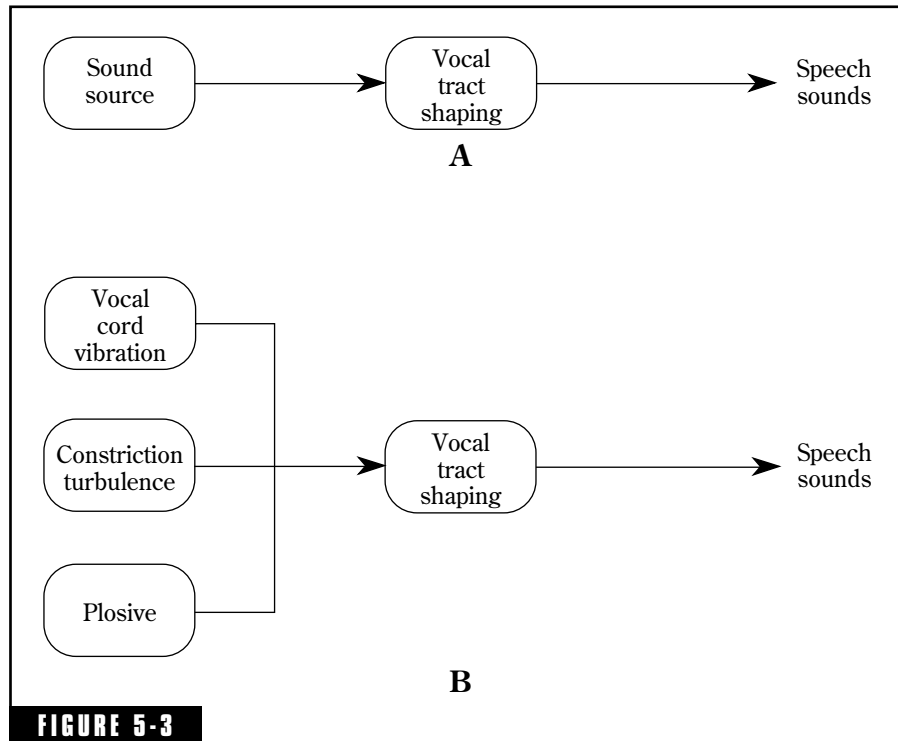 Sound
source
Vocal
tract
shaping
Speech
sounds
A
Vocal
cord
vibration
Constriction
turbulence
Plosive
Vocal
tract
shaping
Speech
sounds
B
FIGURE 5-3